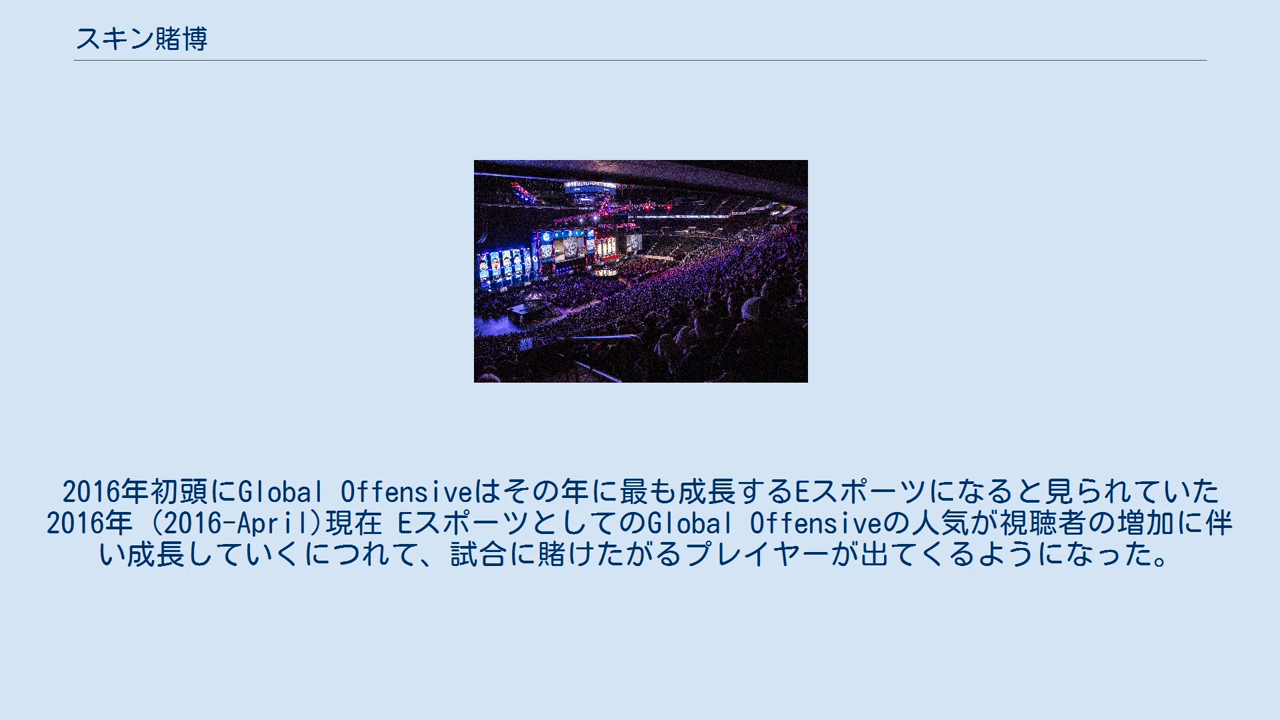 スキン賭博
2016年初頭にGlobal Offensiveはその年に最も成長するEスポーツになると見られていた
2016年 (2016-April)現在 EスポーツとしてのGlobal Offensiveの人気が視聴者の増加に伴
い成長していくにつれて、試合に賭けたがるプレイヤーが出てくるようになった。